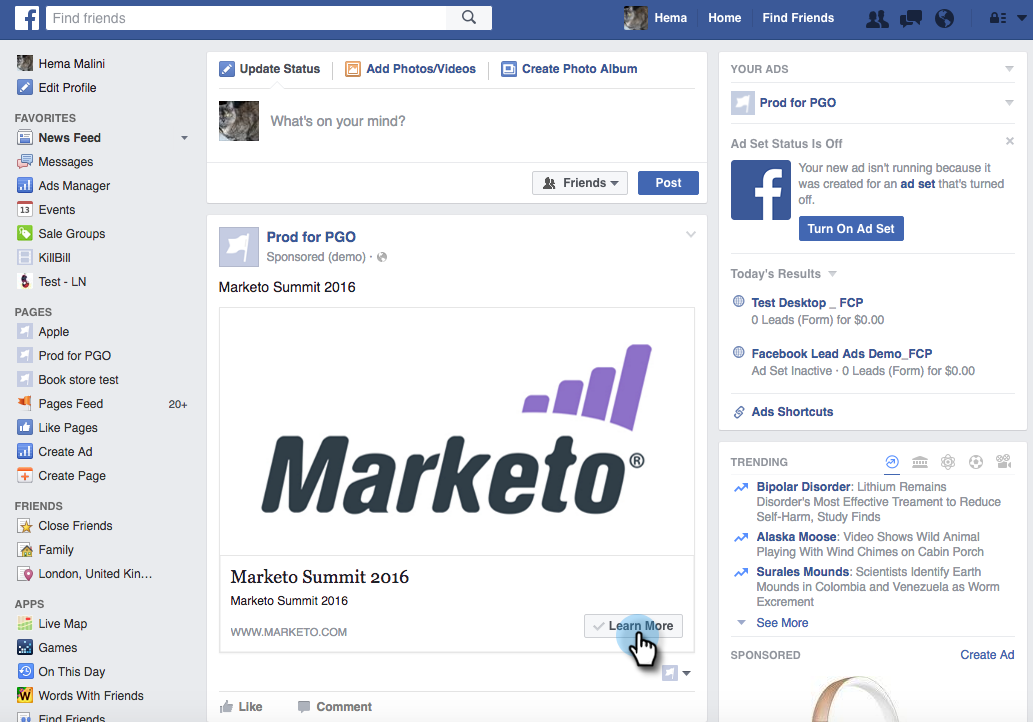 Find friends
Hema
Home
Find Friends
Hema Malini
Edit Profile
FAVORITES
News Feed
Messages
Ads Manager
13
Events
Sale Groups
KillBill
Test - LN
PAGES
Apple
Prod for PGO
Book store test
Pages Feed 20+
Like Pages
Create Ad
Create Page
FRIENDS
Close Friends
Family
London, United Kin...
APPS
Live Map
Games
On This Day
Words With Friends
Find Friends
Update Status
Add Photos/Videos
Create Photo Album
What's on your mind?
Friends
Post
Prod for PGO
Sponsored (demo) ·
Marketo Summit 2016
Marketo®
Marketo Summit 2016
Marketo Summit 2016
WWW.MARKETO.COM
Learn More
Like
Comment
YOUR ADS
Prod for PGO
Ad Set Status Is Off
Your new ad isn't running because it
was created for an ad set that's turned
off.
Turn On Ad Set
Today's Results
Test Desktop _ FCP
0 Leads (Form) for $0.00
Facebook Lead Ads Demo_FCP
Ad Set Inactive · 0 Leads (Form) for $0.00
Ads Shortcuts
TRENDING
Bipolar Disorder: Lithium Remains
Disorder's Most Effective Treament to Reduce
Self-Harm, Study Finds
Alaska Moose: Video Shows Wild Animal
Playing With Wind Chimes on Cabin Porch
Surales Mounds: Scientists Identify Earth
Mounds in Colombia and Venezuela as Worm
Excrement
See More
SPONSORED
Create Ad